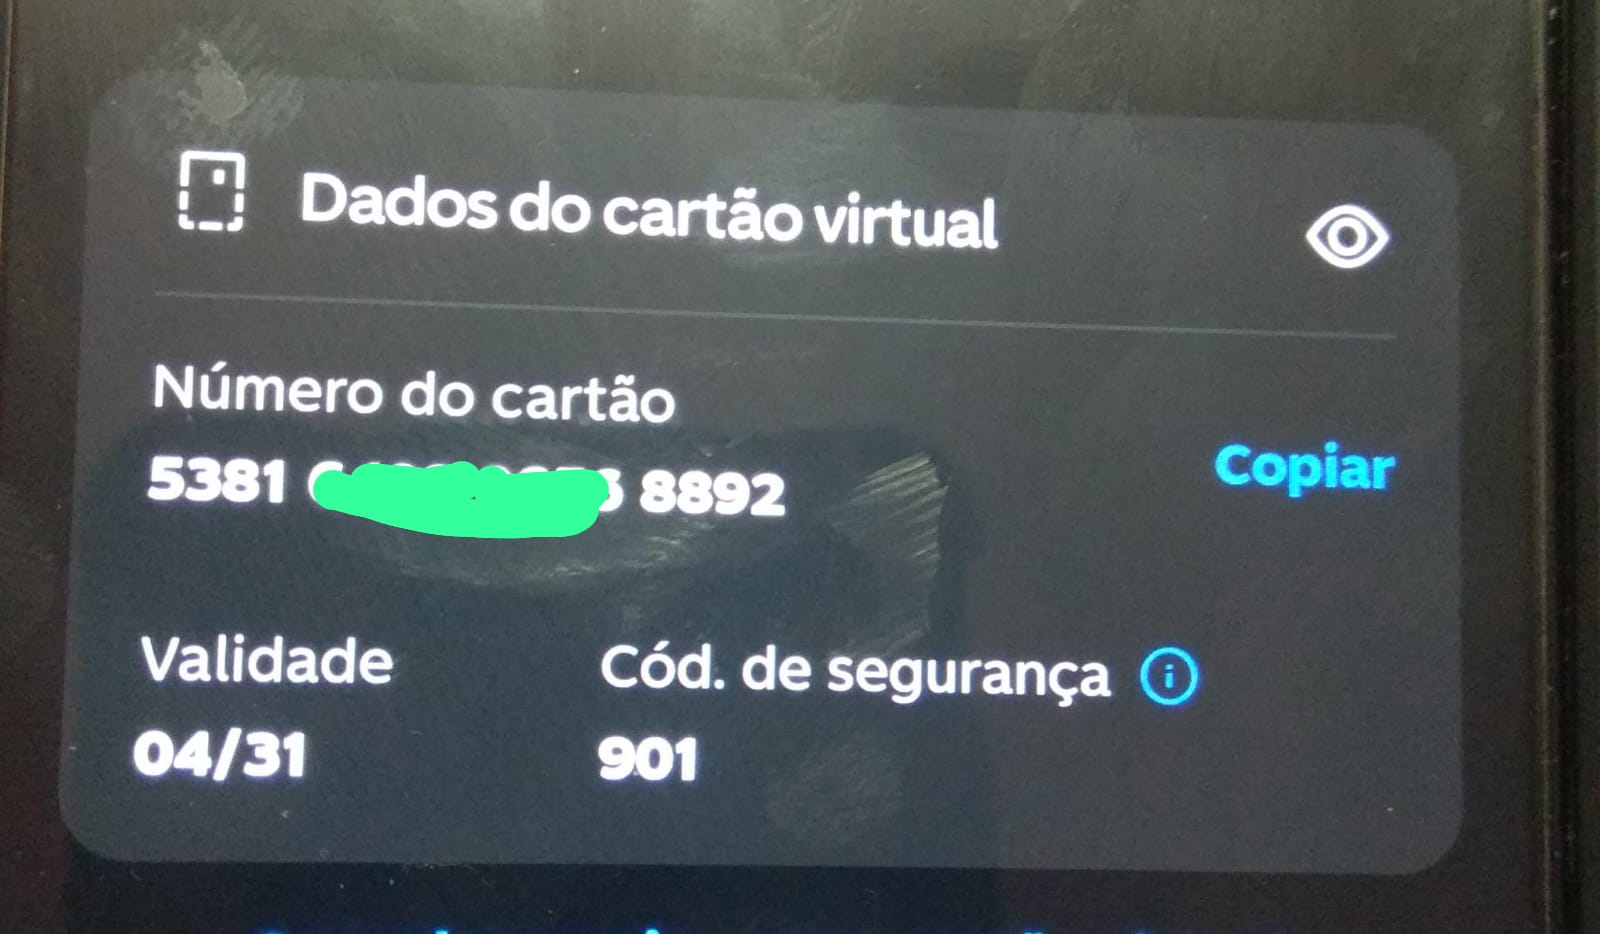 Dados do cartão virtual
Número do cartão
5381 8892
Copiar
Validade
Cód. de segurança
04/31
901